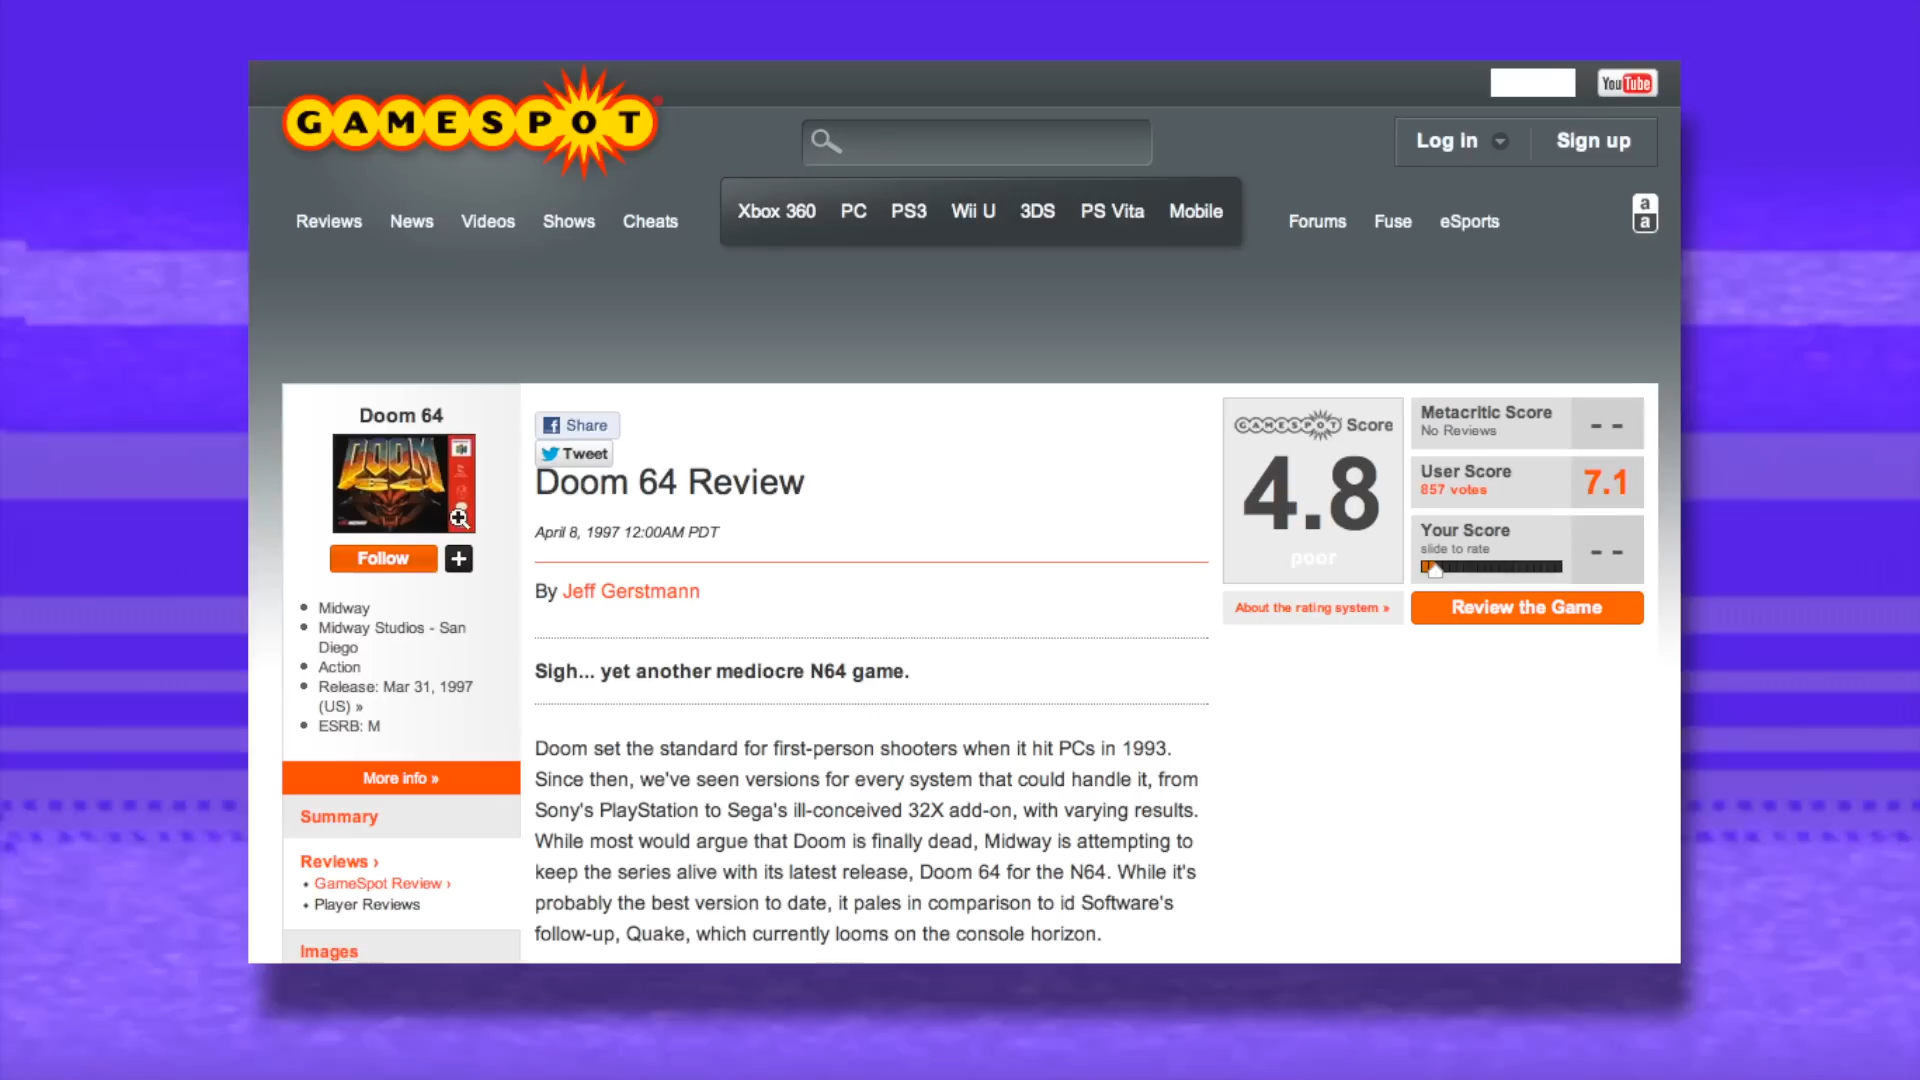 GAMESPOT
YouTube
Log in
Sign up
Reviews
News
Videos
Shows
Cheats
Xbox 360
PC
PS3
Wii U
3DS
PS Vita
Mobile
Forums
Fuse
eSports
a
a
Doom 64
DOOM
64
Follow
+
Midway
Midway Studios - San
Diego
Action
Release: Mar 31, 1997
(US) »
ESRB: M
More info »
Summary
Reviews ›
GameSpot Review ›
Player Reviews
Images
Share
Tweet
Doom 64 Review
April 8, 1997 12:00AM PDT
By Jeff Gerstmann
Sigh... yet another mediocre N64 game.
Doom set the standard for first-person shooters when it hit PCs in 1993.
Since then, we've seen versions for every system that could handle it, from
Sony's PlayStation to Sega's ill-conceived 32X add-on, with varying results.
While most would argue that Doom is finally dead, Midway is attempting to
keep the series alive with its latest release, Doom 64 for the N64. While it's
probably the best version to date, it pales in comparison to id Software's
follow-up, Quake, which currently looms on the console horizon.
GAMESPOT Score
4.8
poor
About the rating system »
Metacritic Score
No Reviews
- -
User Score
857 votes
7.1
Your Score
slide to rate
- -
Review the Game